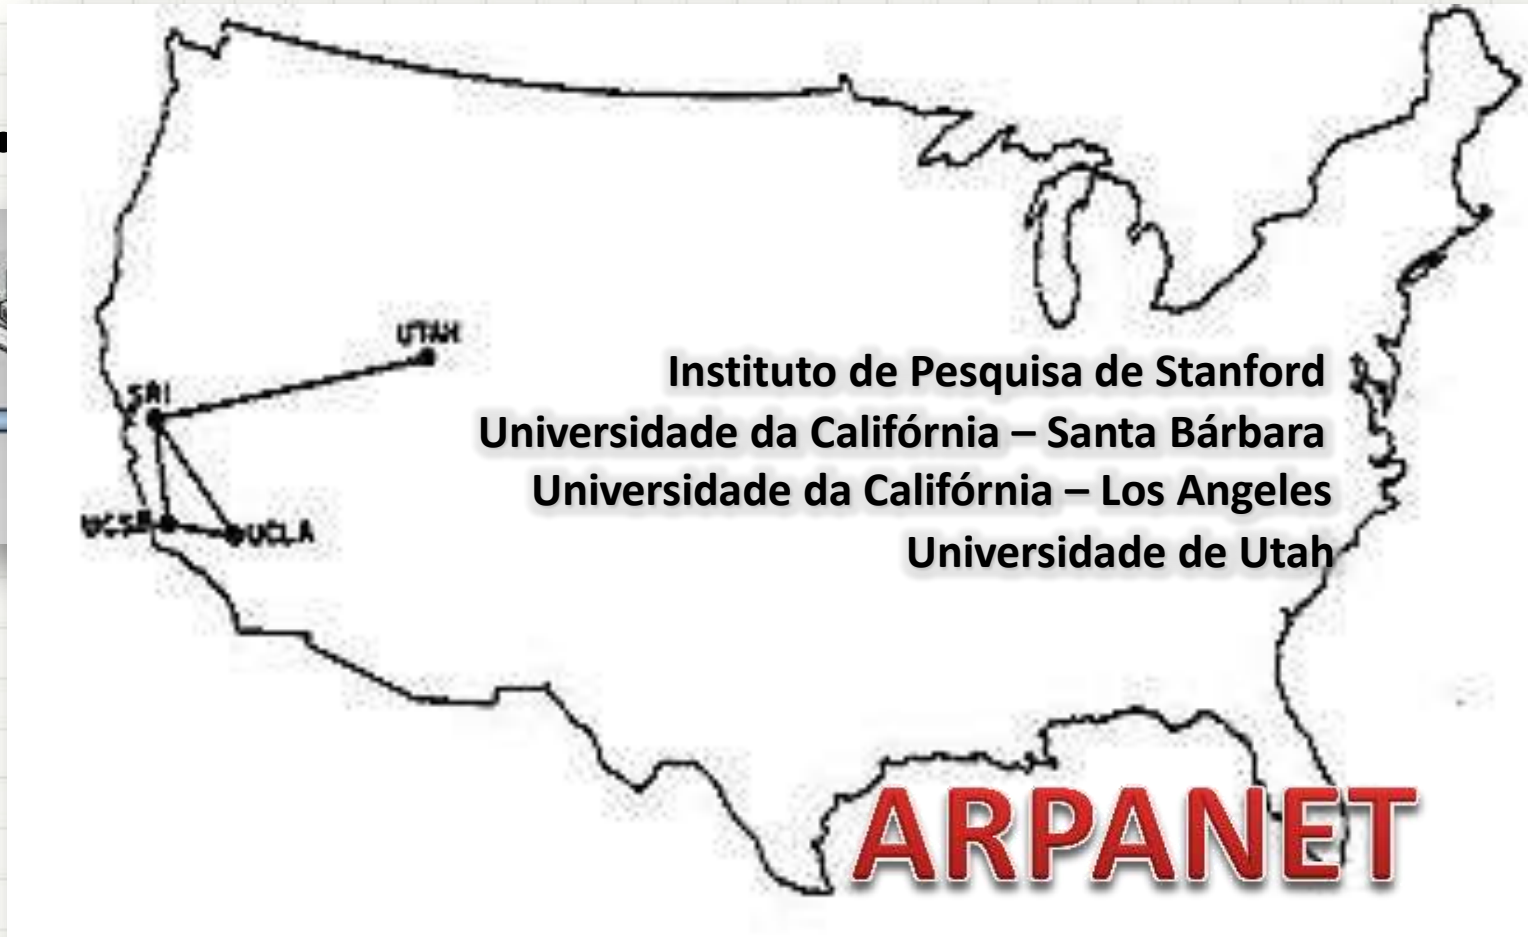 UTAH
Instituto de Pesquisa de Stanford
SRI
Universidade da Califórnia – Santa Bárbara
Universidade da Califórnia – Los Angeles
UCSB UCLA
Universidade de Utah
ARPANET